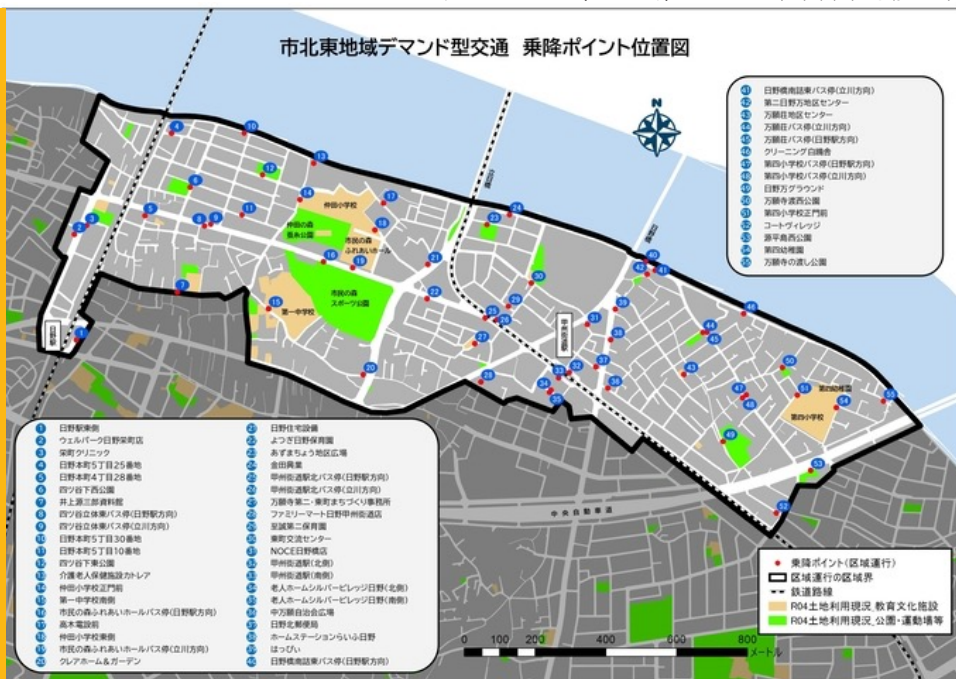 市北東地域デマンド型交通 乗降ポイント位置図
41 日野橋南詰東バス停(立川方向)
42 第二日野万地区センター
43 万願荘地区センター
44 万願荘バス停(立川方向)
45 万願荘バス停(日野駅方向)
46 クリーニング白鐘舎
47 第四小学校バス停(日野駅方向)
48 第四小学校バス停(立川方向)
49 日野万グラウンド
50 万願寺渡西公園
51 第四小学校正門前
52 コートヴィレッジ
53 源平島西公園
54 第四幼稚園
55 万願寺の渡し公園
N
仲田小学校
仲田の森
蚕糸公園
市民の森
ふれあいホール
市民の森
スポーツ公園
第一中学校
日野駅
甲州街道駅
第四幼稚園
第四小学校
中央自動車道
1 日野駅東側
2 ウェルパーク日野栄町店
3 栄町クリニック
4 日野本町5丁目25番地
5 日野本町4丁目28番地
6 四ツ谷下西公園
7 井上源三郎資料館
8 四ツ谷立体東バス停(日野駅方向)
9 四ツ谷立体東バス停(立川方向)
10 日野本町5丁目30番地
11 日野本町5丁目10番地
12 四ツ谷下東公園
13 介護老人保健施設カトレア
14 仲田小学校正門前
15 第一中学校南側
16 市民の森ふれあいホールバス停(日野駅方向)
17 高木電設前
18 仲田小学校東側
19 市民の森ふれあいホールバス停(立川方向)
20 クレアホーム&ガーデン
21 日野住宅設備
22 よつぎ日野保育園
23 あずまちょう地区広場
24 金田興業
25 甲州街道駅北バス停(日野駅方向)
26 甲州街道駅北バス停(立川方向)
27 万願寺第二・東町まちづくり事務所
28 ファミリーマート日野甲州街道店
29 至誠第二保育園
30 東町交流センター
31 NOCE日野橋店
32 甲州街道駅(北側)
33 甲州街道駅(南側)
34 老人ホームシルバービレッジ日野(北側)
35 老人ホームシルバービレッジ日野(南側)
36 中万願自治会広場
37 日野北郵便局
38 ホームステーションらいふ日野
39 はっぴぃ
40 日野橋南詰東バス停(日野駅方向)
乗降ポイント(区域運行)
区域運行の区域界
鉄道路線
R04土地利用現況_教育文化施設
R04土地利用現況_公園・運動場等
0 100 200 400 600 800
メートル